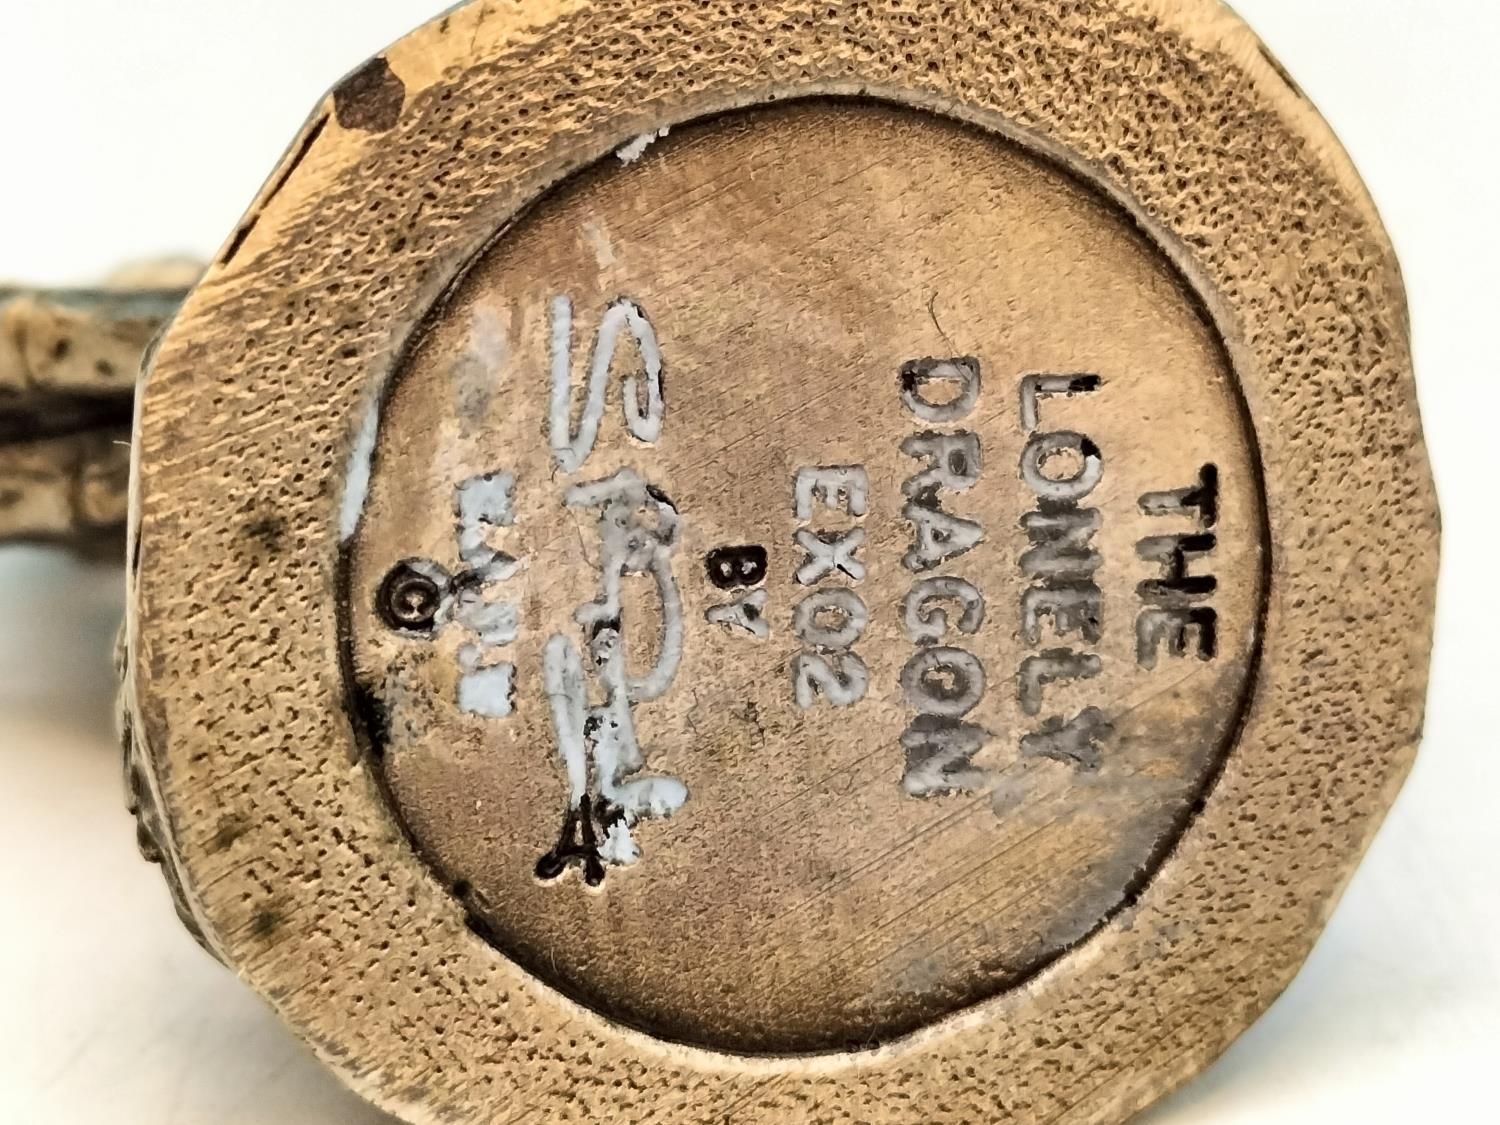 THE
LONELY
DRAGON
EX02
BY
©